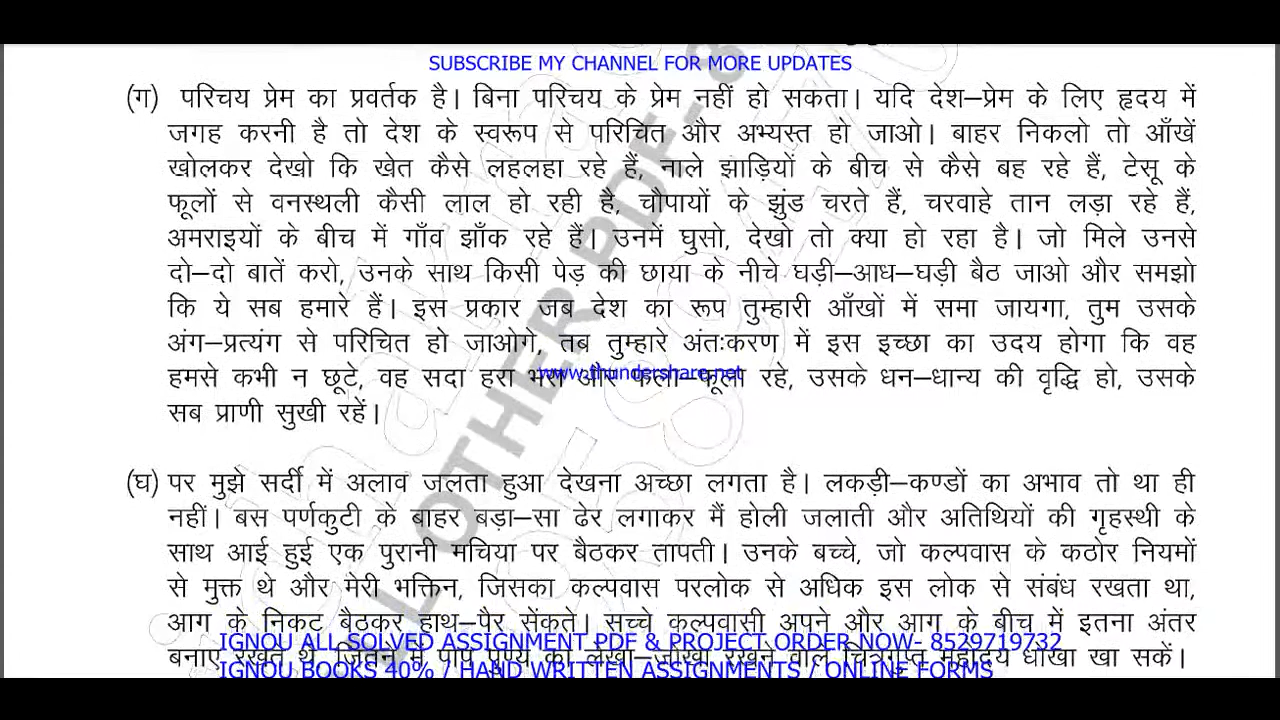 SUBSCRIBE MY CHANNEL FOR MORE UPDATES
(ग) परिचय प्रेम का प्रवर्तक है। बिना परिचय के प्रेम नहीं हो सकता। यदि देश–प्रेम के लिए हृदय में
जगह करनी है तो देश के स्वरूप से परिचित और अभ्यस्त हो जाओ। बाहर निकलो तो आँखें
खोलकर देखो कि खेत कैसे लहलहा रहे हैं, नाले झाड़ियों के बीच से कैसे बह रहे हैं, टेसू के
फूलों से वनस्थली कैसी लाल हो रही है, चौपायों के झुंड चरते हैं, चरवाहे तान लड़ा रहे हैं,
अमराइयों के बीच में गाँव झाँक रहे हैं। उनमें घुसो, देखो तो क्या हो रहा है। जो मिले उनसे
दो–दो बातें करो, उनके साथ किसी पेड़ की छाया के नीचे घड़ी–आध–घड़ी बैठ जाओ और समझो
कि ये सब हमारे हैं। इस प्रकार जब देश का रूप तुम्हारी आँखों में समा जायगा, तुम उसके
अंग–प्रत्यंग से परिचित हो जाओगे, तब तुम्हारे अंतःकरण में इस इच्छा का उदय होगा कि वह
हमसे कभी न छूटे, वह सदा हरा भरा और फला–फूला रहे, उसके धन–धान्य की वृद्धि हो, उसके
www.thundershare.net
सब प्राणी सुखी रहें।
(घ) पर मुझे सर्दी में अलाव जलता हुआ देखना अच्छा लगता है। लकड़ी–कण्डों का अभाव तो था ही
नहीं। बस पर्णकुटी के बाहर बड़ा–सा ढेर लगाकर मैं होली जलाती और अतिथियों की गृहस्थी के
साथ आई हुई एक पुरानी मचिया पर बैठकर तापती। उनके बच्चे, जो कल्पवास के कठोर नियमों
से मुक्त थे और मेरी भक्तिन, जिसका कल्पवास परलोक से अधिक इस लोक से संबंध रखता था,
आग के निकट बैठकर हाथ–पैर सेंकते। सच्चे कल्पवासी अपने और आग के बीच में इतना अंतर
IGNOU ALL SOLVED ASSIGNMENT PDF & PROJECT ORDER NOW- 8529719732
बनाए रखते थे, जितने में पाप पुण्य का लेखा–जोखा रखने वाले चित्रगुप्त महोदय धोखा खा सकें।
IGNOU BOOKS 40% / HAND WRITTEN ASSIGNMENTS / ONLINE FORMS